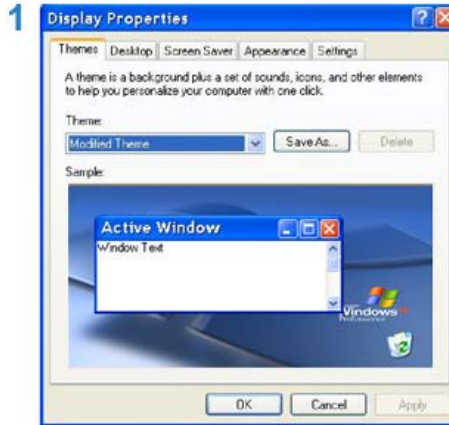 1
Display Properties
Themes Desktop Screen Saver Appearance Settings
A theme is a background plus a set of sounds, icons, and other elements
to help you personalize your computer with one click.
Theme:
Modified Theme Save As... Delete
Sample:
Active Window
Window Text
Windows
Professional
OK Cancel Apply